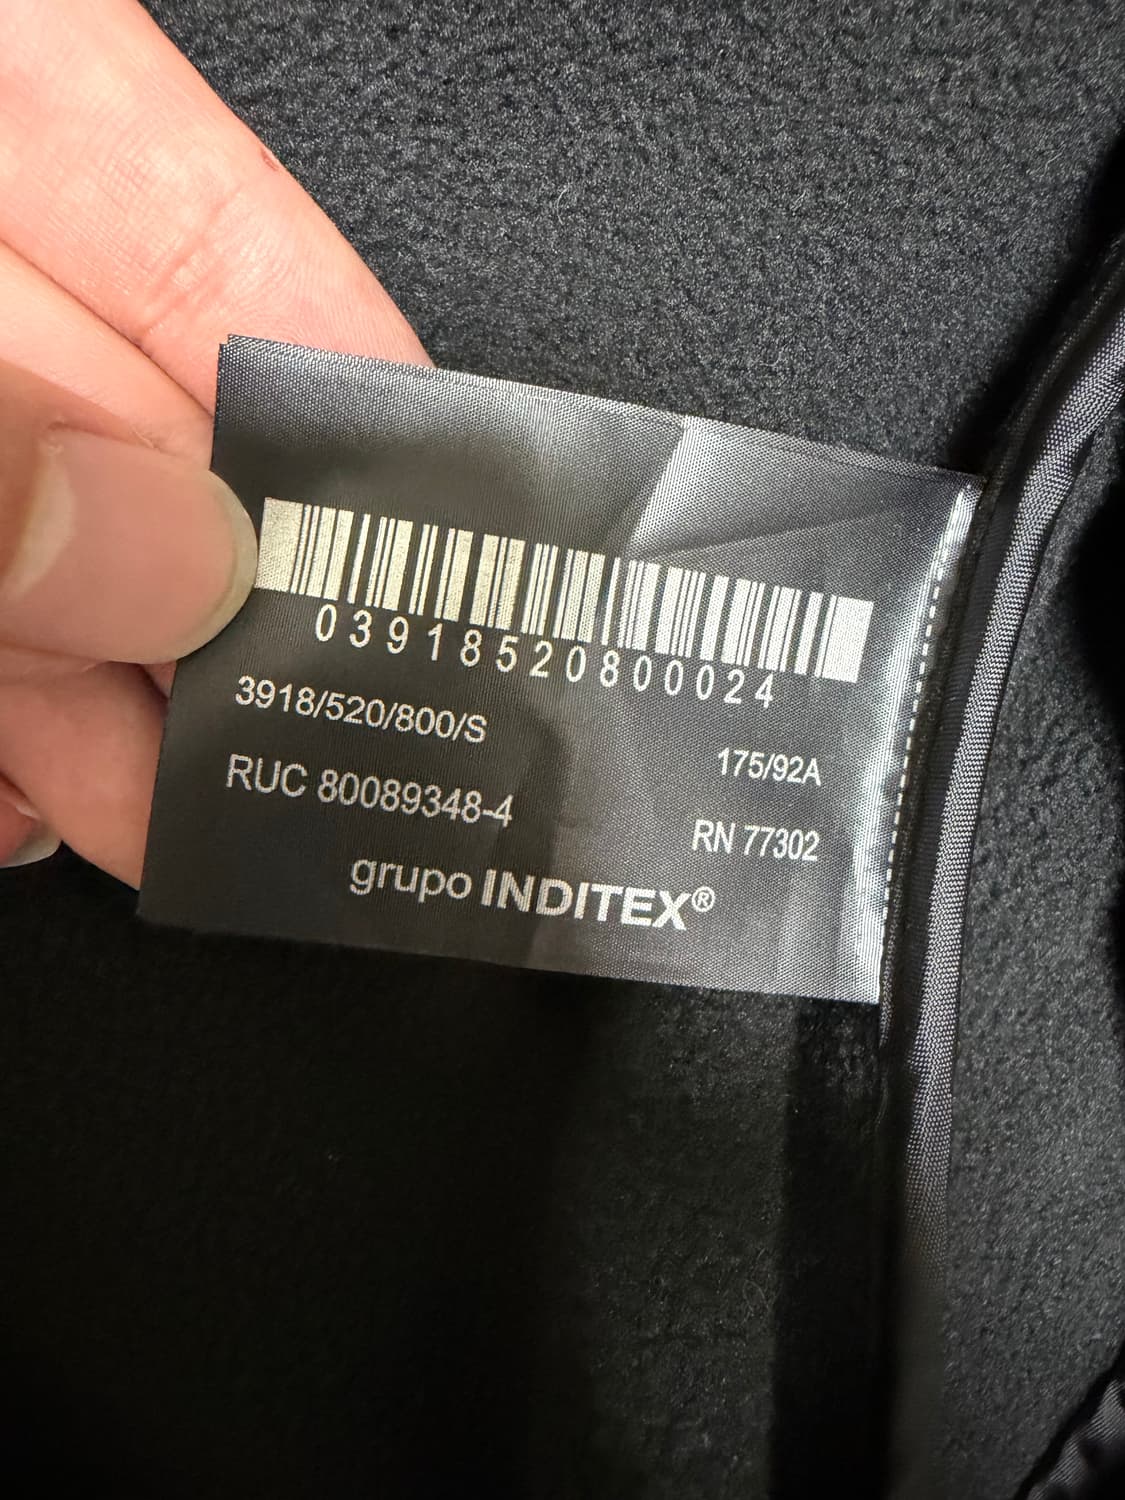 03918520800024
3918/520/800/S
175/92A
RUC 80089348-4
RN 77302
grupo INDITEX®